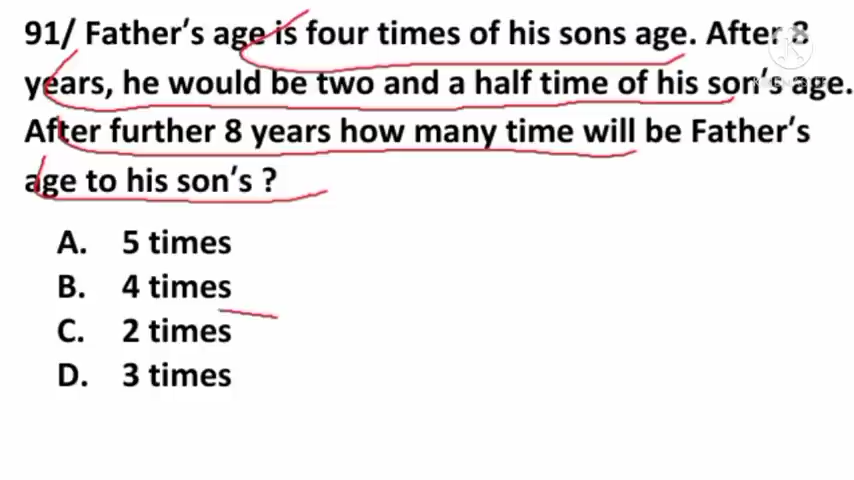 91/ Father's age is four times of his sons age. After 8
years, he would be two and a half time of his son's age.
After further 8 years how many time will be Father's
age to his son's ?
A. 5 times
B. 4 times
C. 2 times
D. 3 times